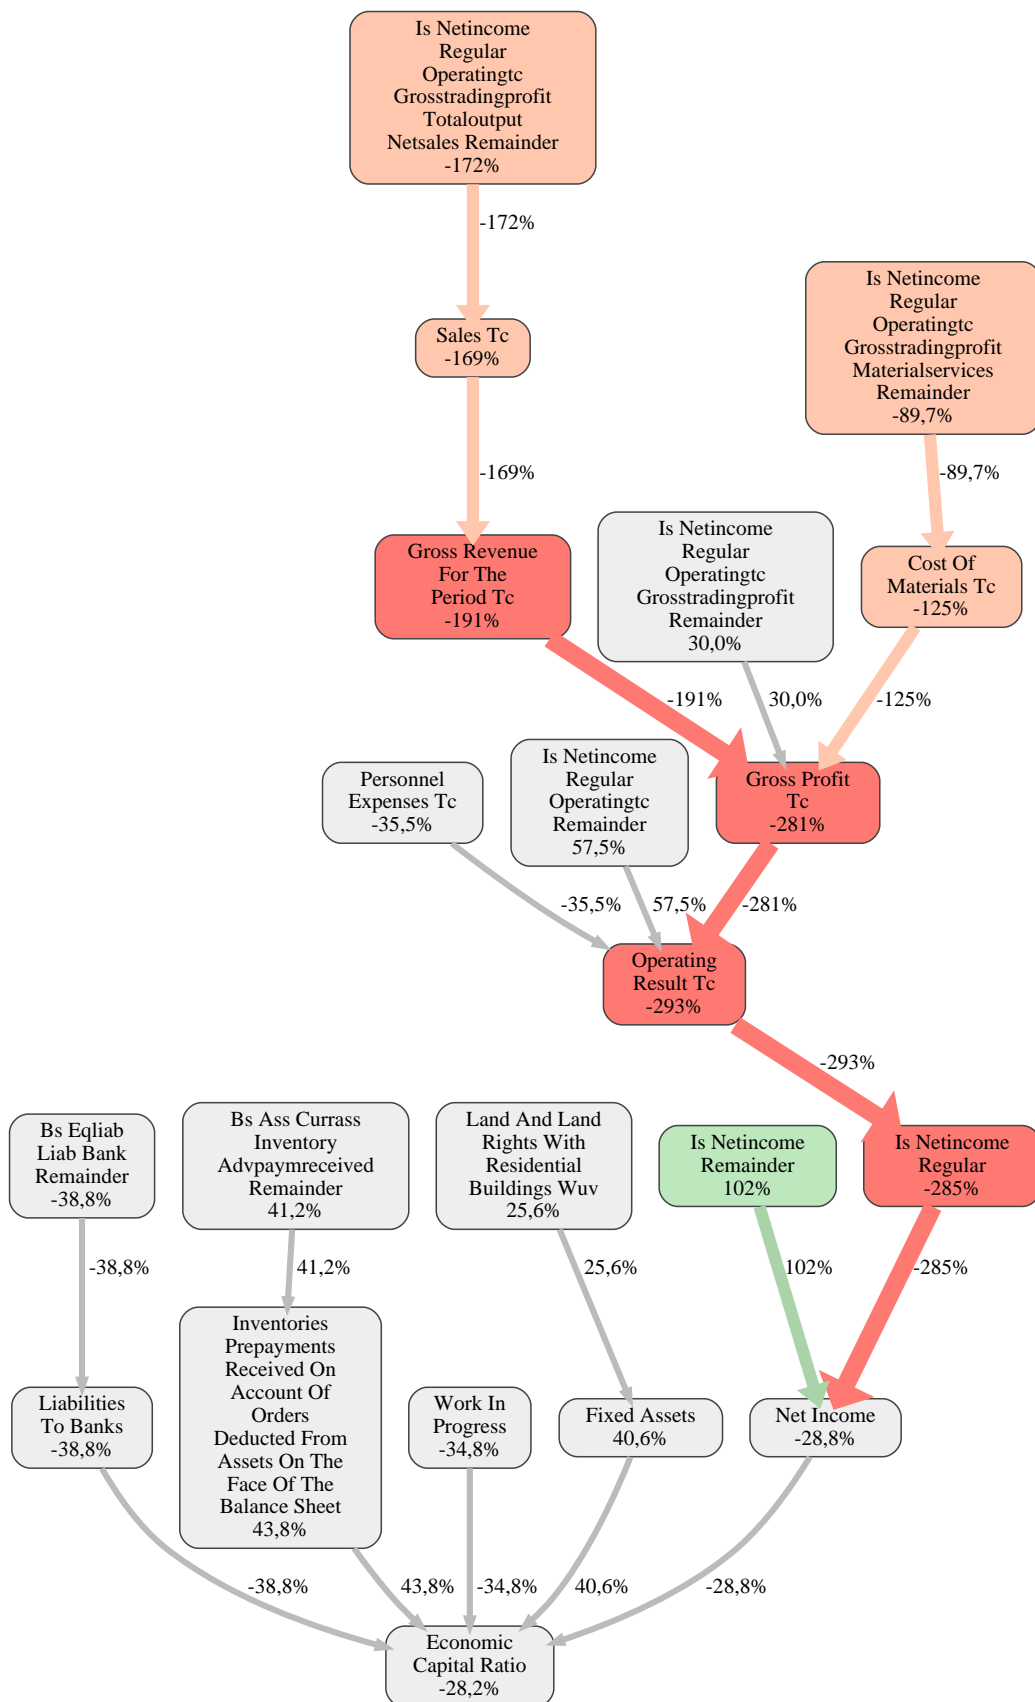 Is Netincome
Regular
Operatingtc
Grosstradingprofit
Totaloutput
Netsales Remainder
-172%
-172%
Is Netincome
Regular
Operatingtc
Grosstradingprofit
Materialservices
Remainder
-89,7%
Sales Tc
-169%
-169%
-89,7%
Is Netincome
Regular
Operatingtc
Grosstradingprofit
Remainder
30,0%
Gross Revenue
For The
Period Tc
-191%
Cost Of
Materials Tc
-125%
-191%
30,0%
-125%
Personnel
Expenses Tc
-35,5%
Is Netincome
Regular
Operatingtc
Remainder
57,5%
Gross Profit
Tc
-281%
-35,5%
57,5%
-281%
Operating
Result Tc
-293%
-293%
Bs Eqliab
Liab Bank
Remainder
-38,8%
Bs Ass Currass
Inventory
Advpaymreceived
Remainder
41,2%
Land And Land
Rights With
Residential
Buildings Wuv
25,6%
Is Netincome
Remainder
102%
Is Netincome
Regular
-285%
-38,8%
41,2%
25,6%
102%
-285%
Liabilities
To Banks
-38,8%
Inventories
Prepayments
Received On
Account Of
Orders
Deducted From
Assets On The
Face Of The
Balance Sheet
43,8%
Work In
Progress
-34,8%
Fixed Assets
40,6%
Net Income
-28,8%
-38,8%
43,8%
-34,8%
40,6%
-28,8%
Economic
Capital Ratio
-28,2%